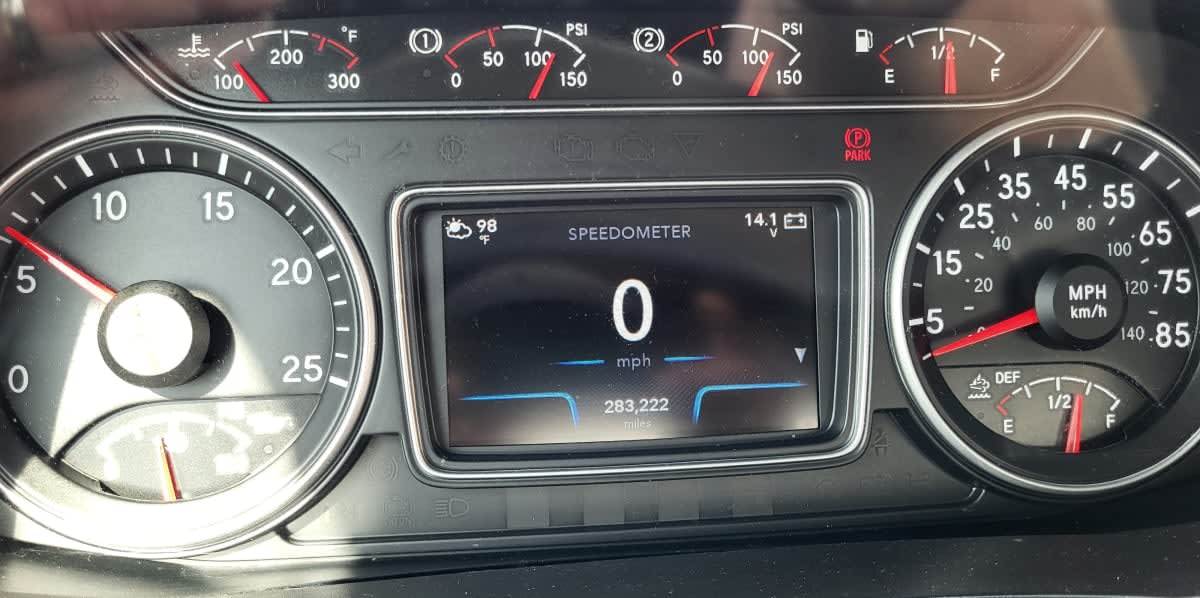 100 200 300 °F
(1) 0 50 100 150 PSI
(2) 0 50 100 150 PSI
E 1/2 F
(P)
PARK
0 5 10 15 20 25
98
°F
SPEEDOMETER
14.1
V
0
mph
283,222
miles
5 15 25 35 45 55 65 75 85
20 40 60 80 100 120 140
MPH
km/h
DEF
E 1/2 F